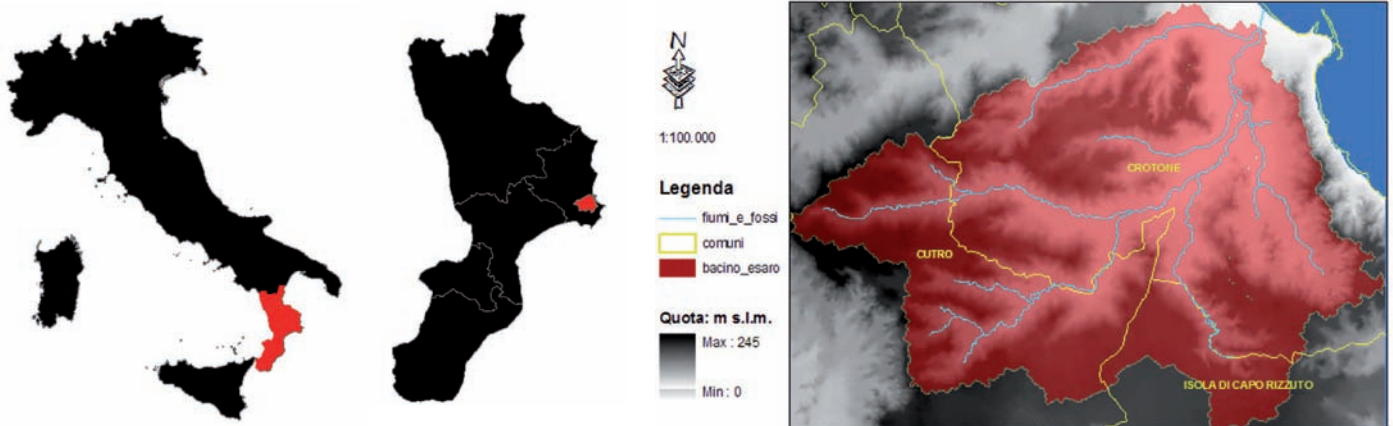 N
1:100.000
Legenda
fiumi_e_fossi
comuni
bacino_esaro
Quota: m s.l.m.
Max : 245
Min : 0
CROTONE
CUTRO
ISOLA DI CAPO RIZZUTO